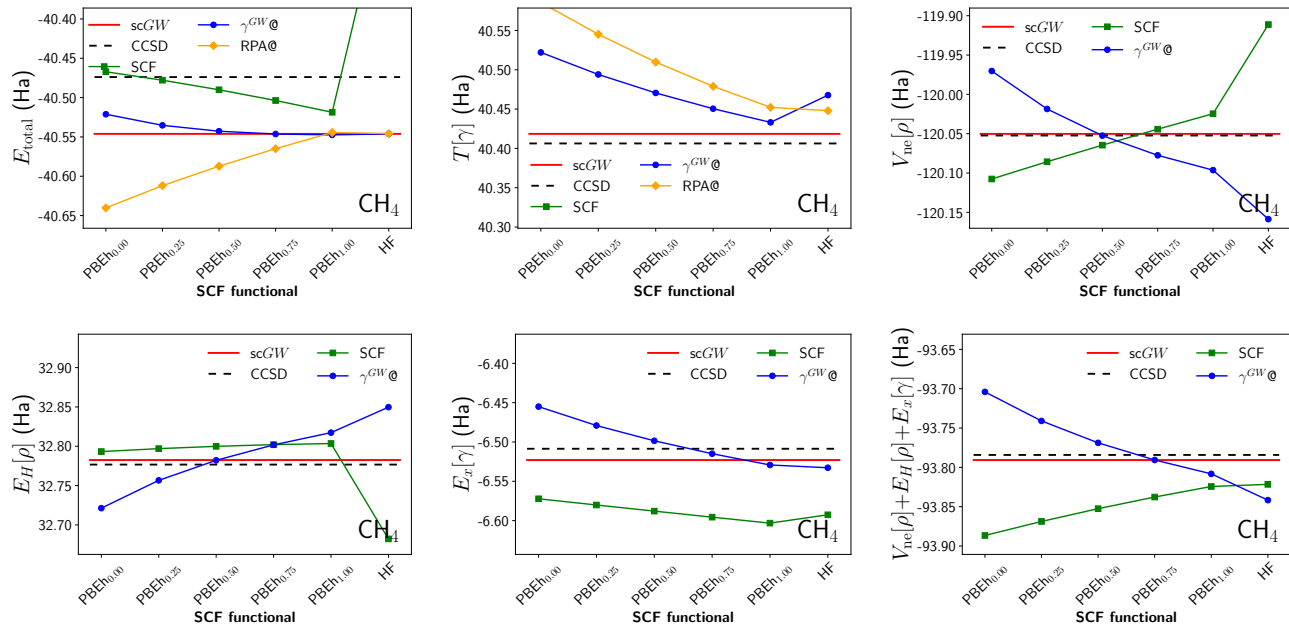 -40.40
-40.45
-40.50
-40.55
-40.60
-40.65
E_total (Ha)
scGW
CCSD
SCF
γ^GW@
RPA@
CH₄
PBEh₀.₀₀
PBEh₀.₂₅
PBEh₀.₅₀
PBEh₀.₇₅
PBEh₁.₀₀
HF
SCF functional
40.55
40.50
40.45
40.40
40.35
40.30
T[γ] (Ha)
scGW
CCSD
SCF
γ^GW@
RPA@
CH₄
PBEh₀.₀₀
PBEh₀.₂₅
PBEh₀.₅₀
PBEh₀.₇₅
PBEh₁.₀₀
HF
SCF functional
-119.90
-119.95
-120.00
-120.05
-120.10
-120.15
V_ne[ρ] (Ha)
scGW
CCSD
SCF
γ^GW@
CH₄
PBEh₀.₀₀
PBEh₀.₂₅
PBEh₀.₅₀
PBEh₀.₇₅
PBEh₁.₀₀
HF
SCF functional
32.90
32.85
32.80
32.75
32.70
E_H[ρ] (Ha)
scGW
CCSD
SCF
γ^GW@
CH₄
PBEh₀.₀₀
PBEh₀.₂₅
PBEh₀.₅₀
PBEh₀.₇₅
PBEh₁.₀₀
HF
SCF functional
-6.40
-6.45
-6.50
-6.55
-6.60
E_x[γ] (Ha)
scGW
CCSD
SCF
γ^GW@
CH₄
PBEh₀.₀₀
PBEh₀.₂₅
PBEh₀.₅₀
PBEh₀.₇₅
PBEh₁.₀₀
HF
SCF functional
-93.65
-93.70
-93.75
-93.80
-93.85
-93.90
V_ne[ρ]+E_H[ρ]+E_x[γ] (Ha)
scGW
CCSD
SCF
γ^GW@
CH₄
PBEh₀.₀₀
PBEh₀.₂₅
PBEh₀.₅₀
PBEh₀.₇₅
PBEh₁.₀₀
HF
SCF functional